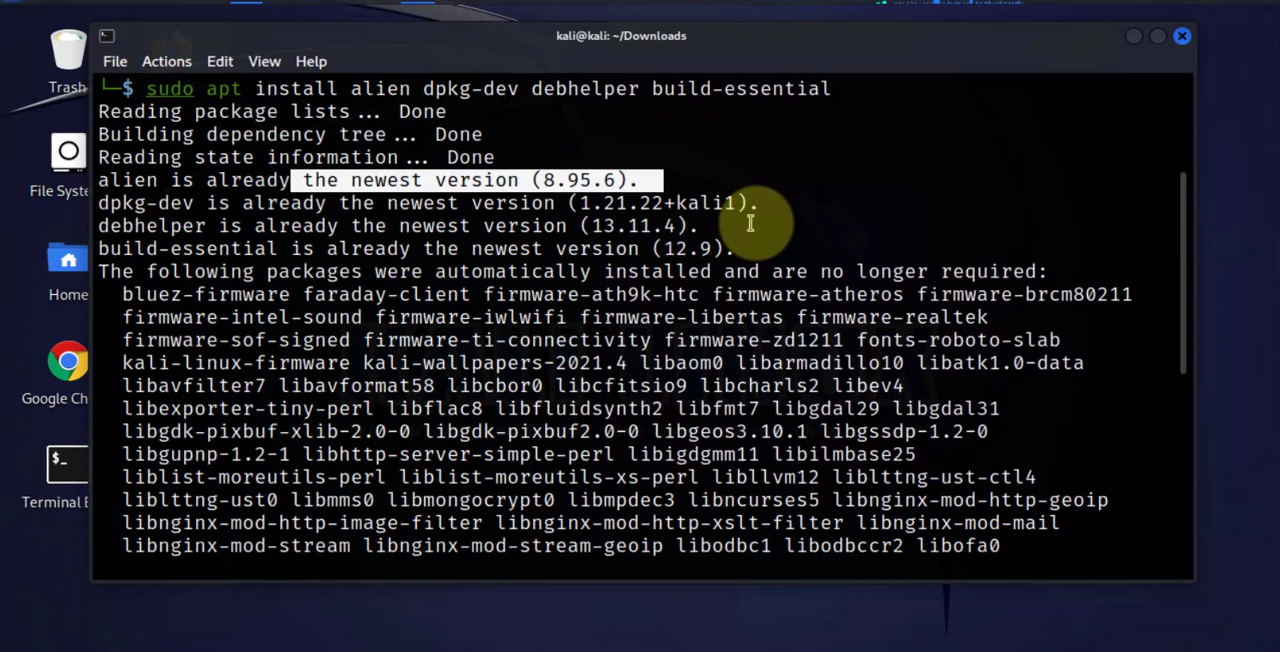 kali@kali: ~/Downloads
File Actions Edit View Help
└─$ sudo apt install alien dpkg-dev debhelper build-essential
Reading package lists... Done
Building dependency tree... Done
Reading state information... Done
alien is already the newest version (8.95.6).
dpkg-dev is already the newest version (1.21.22+kali1).
debhelper is already the newest version (13.11.4).
build-essential is already the newest version (12.9).
The following packages were automatically installed and are no longer required:
bluez-firmware faraday-client firmware-ath9k-htc firmware-atheros firmware-brcm80211
firmware-intel-sound firmware-iwlwifi firmware-libertas firmware-realtek
firmware-sof-signed firmware-ti-connectivity firmware-zd1211 fonts-roboto-slab
kali-linux-firmware kali-wallpapers-2021.4 libaom0 libarmadillo10 libatk1.0-data
libavfilter7 libavformat58 libcbor0 libcfitsio9 libcharls2 libev4
libexporter-tiny-perl libflac8 libfluidsynth2 libfmt7 libgdal29 libgdal31
libgdk-pixbuf-xlib-2.0-0 libgdk-pixbuf2.0-0 libgeos3.10.1 libgssdp-1.2-0
libgupnp-1.2-1 libhttp-server-simple-perl libigdgmm11 libilmbase25
liblist-moreutils-perl liblist-moreutils-xs-perl libllvm12 liblttng-ust-ctl4
liblttng-ust0 libmms0 libmongocrypt0 libmpdec3 libncurses5 libnginx-mod-http-geoip
libnginx-mod-http-image-filter libnginx-mod-http-xslt-filter libnginx-mod-mail
libnginx-mod-stream libnginx-mod-stream-geoip libodbc1 libodbccr2 libofa0
Trash
File Syste
Home
Google Ch
$_
Terminal E